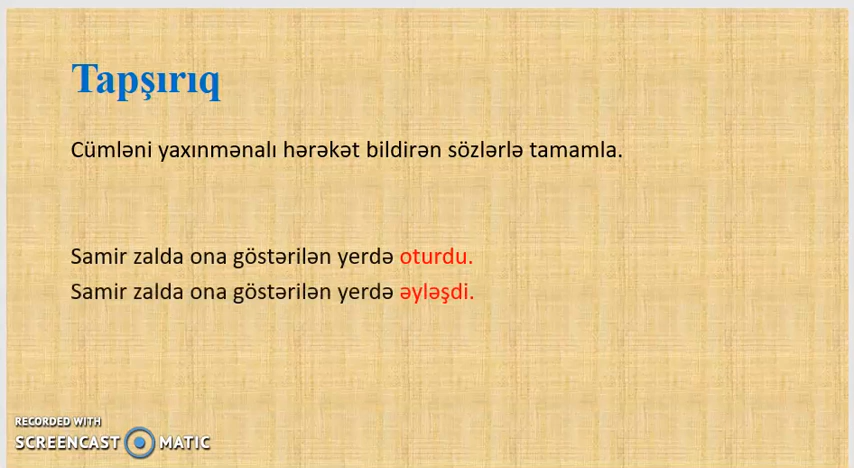 Tapşırıq
Cümləni yaxınmənalı hərəkət bildirən sözlərlə tamamla.
Samir zalda ona göstərilən yerdə oturdu.
Samir zalda ona göstərilən yerdə əyləşdi.
RECORDED WITH
SCREENCAST MATIC